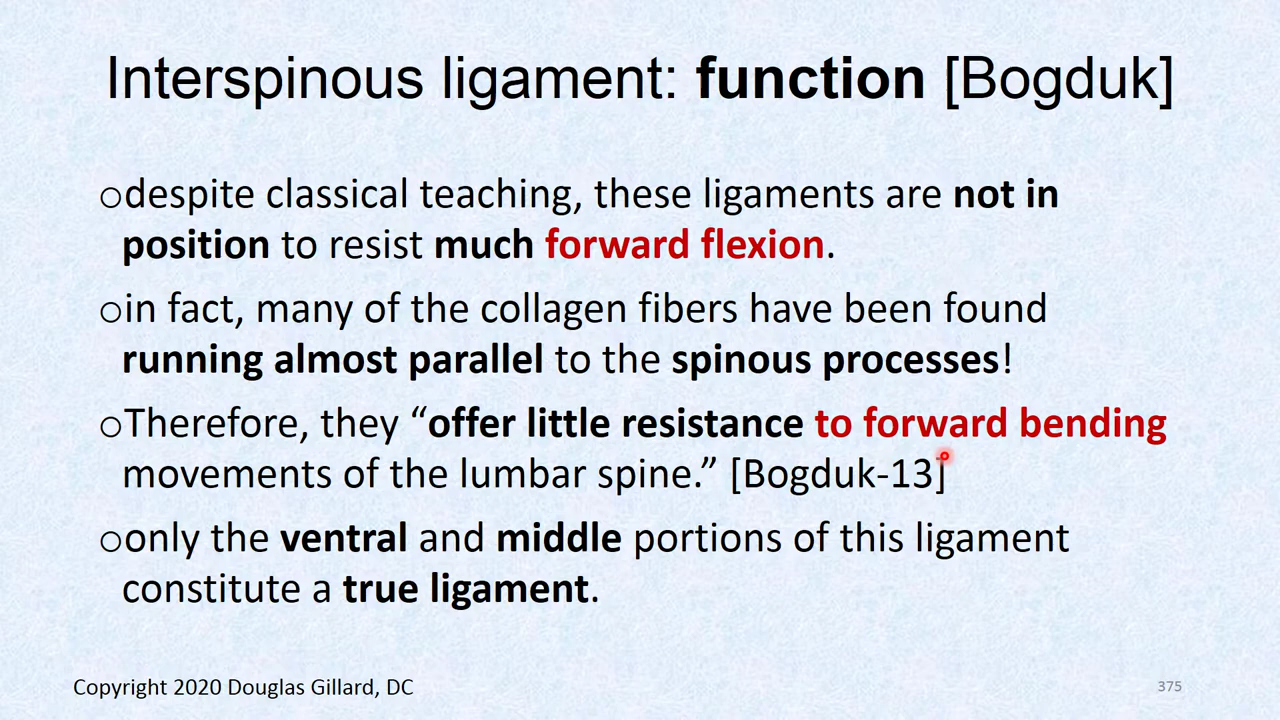 Interspinous ligament: function [Bogduk]
odespite classical teaching, these ligaments are not in
position to resist much forward flexion.
oin fact, many of the collagen fibers have been found
running almost parallel to the spinous processes!
oTherefore, they “offer little resistance to forward bending
movements of the lumbar spine.” [Bogduk-13]
oonly the ventral and middle portions of this ligament
constitute a true ligament.
Copyright 2020 Douglas Gillard, DC
375